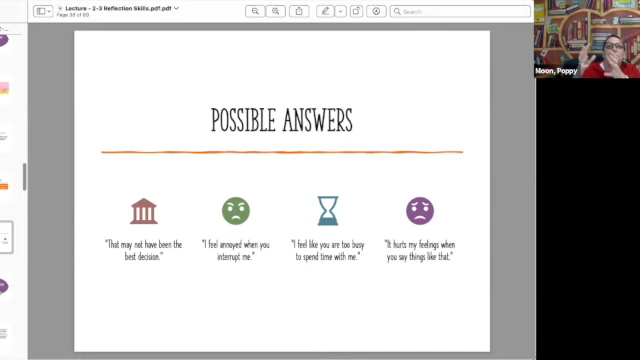 Lecture - 2-3 Reflection Skills.pdf.pdf
Page 39 of 60
Search
Moon, Poppy
POSSIBLE ANSWERS
"That may not have been the
best decision."
"I feel annoyed when you
interrupt me."
"I feel like you are too busy
to spend time with me."
"It hurts my feelings when
you say things like that."